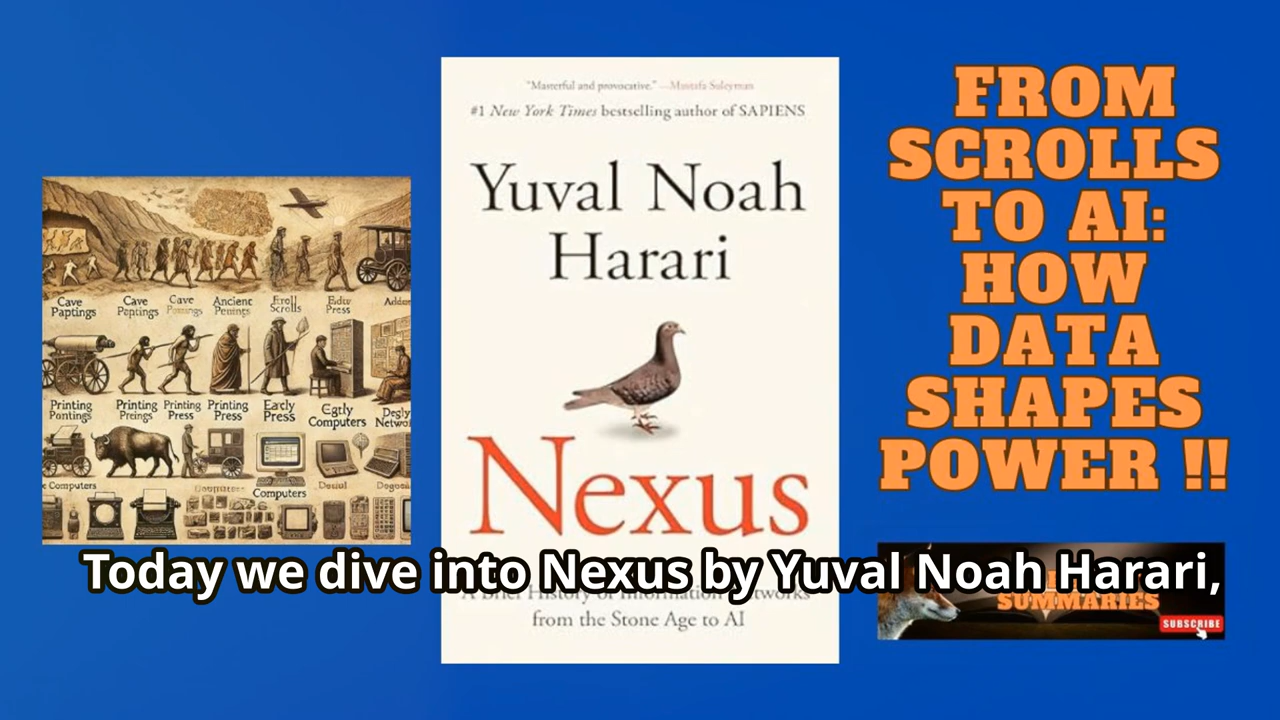 "Masterful and provocative." —Mustafa Suleyman
#1 New York Times bestselling author of SAPIENS
Yuval Noah
Harari
Nexus
from the Stone Age to AI
FROM
SCROLLS
TO AI:
HOW
DATA
SHAPES
POWER !!
Cave Cave Cave Ancient
Paptings Peptings Penings Scrolls Press
Printing Printing Printing Printing Early
Pontings Preings Press Press Press Computers
Computers
Computers
Today we dive into Nexus by Yuval Noah Harari,
SUMMARIES
SUBSCRIBE